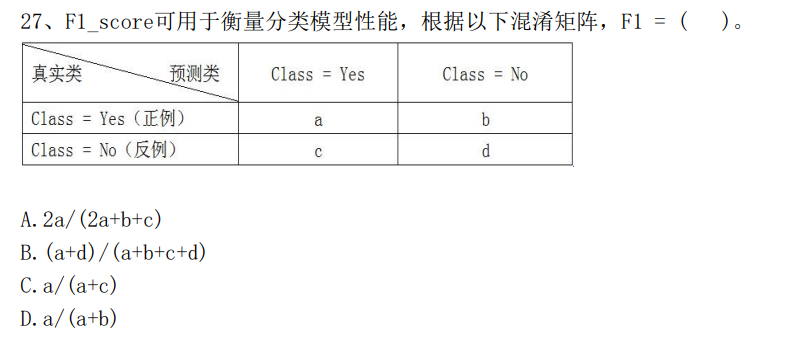 27、F1_score可用于衡量分类模型性能，根据以下混淆矩阵，F1 = (   )。
真实类 预测类 Class = Yes Class = No
Class = Yes（正例） a b
Class = No（反例） c d
A.2a/(2a+b+c)
B.(a+d)/(a+b+c+d)
C.a/(a+c)
D.a/(a+b)